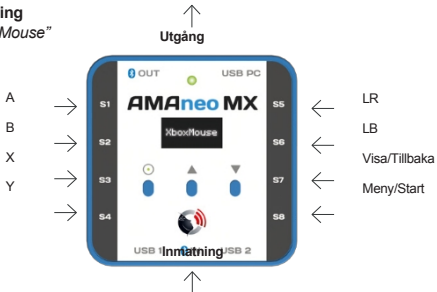 ing
Mouse”
Utgång
OUT
USB PC
AMAneo MX
XboxMouse
A
B
X
Y
S1
S2
S3
S4
S5
S6
S7
S8
LR
LB
Visa/Tillbaka
Meny/Start
USB 1
USB 2
Inmatning